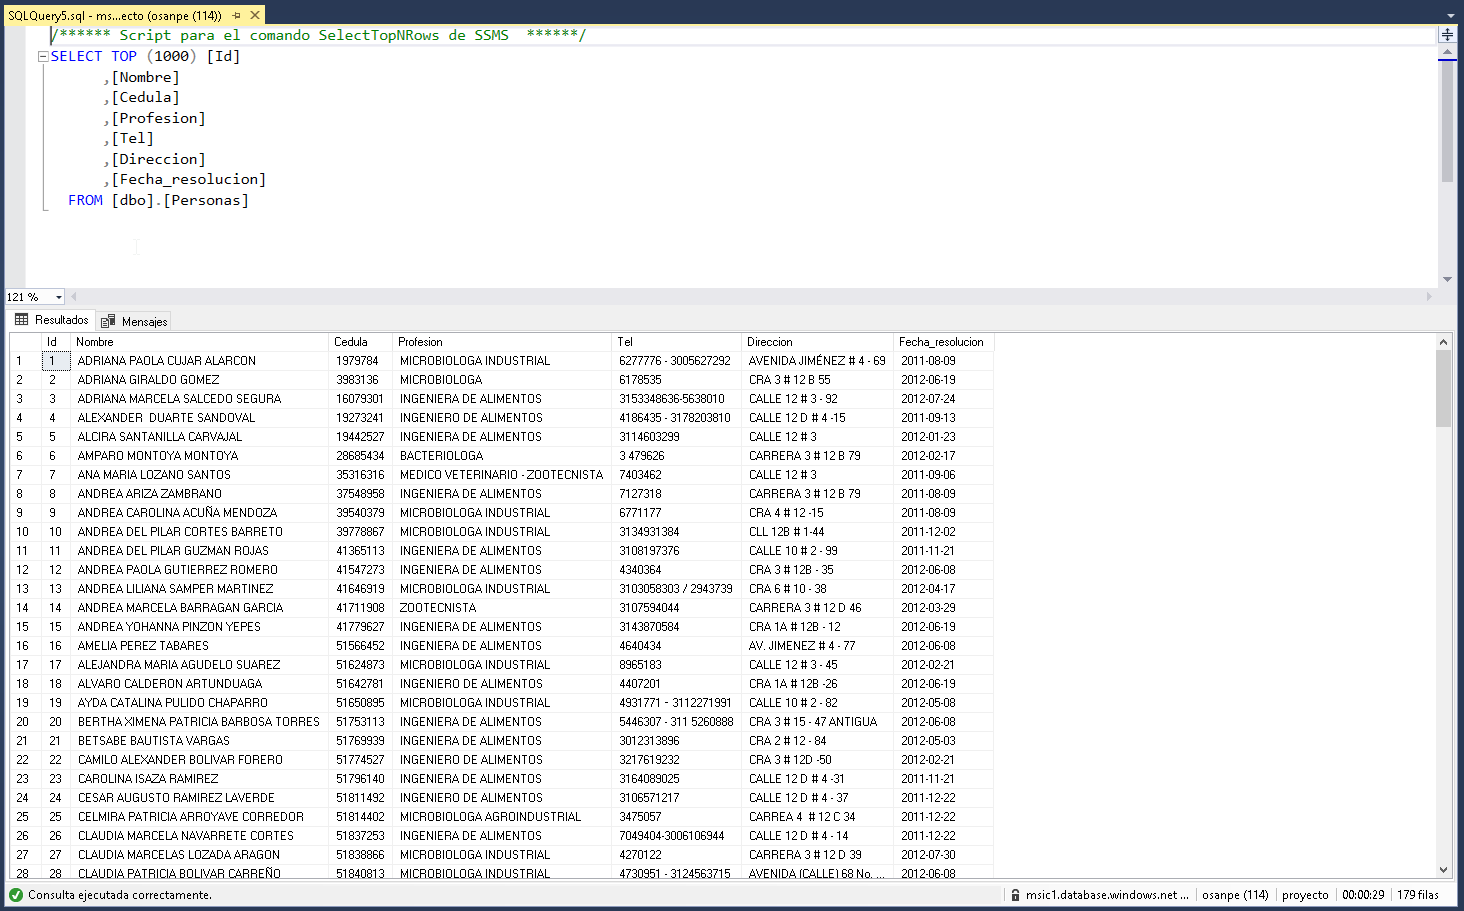 SQLQuery5.sql - ms...ecto (osanpe (114))
/****** Script para el comando SelectTopNRows de SSMS  ******/
SELECT TOP (1000) [Id]
,[Nombre]
,[Cedula]
,[Profesion]
,[Tel]
,[Direccion]
,[Fecha_resolucion]
FROM [dbo].[Personas]
121 %
Resultados Mensajes
Id Nombre Cedula Profesion Tel Direccion Fecha_resolucion
1 1 ADRIANA PAOLA CUJAR ALARCON 1979784 MICROBIOLOGA INDUSTRIAL 6277776 - 3005627292 AVENIDA JIMÉNEZ # 4 - 69 2011-08-09
2 2 ADRIANA GIRALDO GOMEZ 3983136 MICROBIOLOGA 6178535 CRA 3 # 12 B 55 2012-06-19
3 3 ADRIANA MARCELA SALCEDO SEGURA 16079301 INGENIERA DE ALIMENTOS 3153348636-5638010 CALLE 12 # 3 - 92 2012-07-24
4 4 ALEXANDER  DUARTE SANDOVAL 19273241 INGENIERO DE ALIMENTOS 4186435 - 3178203810 CALLE 12 D # 4 -15 2011-09-13
5 5 ALCIRA SANTANILLA CARVAJAL 19442527 INGENIERA DE ALIMENTOS 3114603299 CALLE 12 # 3 2012-01-23
6 6 AMPARO MONTOYA MONTOYA 28685434 BACTERIOLOGA 3 479626 CARRERA 3 # 12 B 79 2012-02-17
7 7 ANA MARIA LOZANO SANTOS 35316316 MEDICO VETERINARIO - ZOOTECNISTA 7403462 CALLE 12 # 3 2011-09-06
8 8 ANDREA ARIZA ZAMBRANO 37548958 INGENIERA DE ALIMENTOS 7127318 CARRERA 3 # 12 B 79 2011-08-09
9 9 ANDREA CAROLINA ACUÑA MENDOZA 39540379 MICROBIOLOGA INDUSTRIAL 6771177 CRA 4 # 12 -15 2011-08-09
10 10 ANDREA DEL PILAR CORTES BARRETO 39778867 MICROBIOLOGA INDUSTRIAL 3134931384 CLL 12B # 1-44 2011-12-02
11 11 ANDREA DEL PILAR GUZMAN ROJAS 41365113 INGENIERA DE ALIMENTOS 3108197376 CALLE 10 # 2 - 99 2011-11-21
12 12 ANDREA PAOLA GUTIERREZ ROMERO 41547273 INGENIERA DE ALIMENTOS 4340364 CRA 3 # 12B - 35 2012-06-08
13 13 ANDREA LILIANA SAMPER MARTINEZ 41646919 MICROBIOLOGA INDUSTRIAL 3103058303 / 2943739 CRA 6 # 10 - 38 2012-04-17
14 14 ANDREA MARCELA BARRAGAN GARCIA 41711908 ZOOTECNISTA 3107594044 CARRERA 3 # 12 D 46 2012-03-29
15 15 ANDREA YOHANNA PINZON YEPES 41779627 INGENIERA DE ALIMENTOS 3143870584 CRA 1A # 12B - 12 2012-06-19
16 16 AMELIA PEREZ TABARES 51566452 INGENIERA DE ALIMENTOS 4640434 AV. JIMENEZ # 4 - 77 2012-06-08
17 17 ALEJANDRA MARIA AGUDELO SUAREZ 51624873 MICROBIOLOGA INDUSTRIAL 8965183 CALLE 12 # 3 - 45 2012-02-21
18 18 ALVARO CALDERON ARTUNDUAGA 51642781 INGENIERO DE ALIMENTOS 4407201 CRA 1A # 12B -26 2012-06-19
19 19 AYDA CATALINA PULIDO CHAPARRO 51650895 MICROBIOLOGA INDUSTRIAL 4931771 - 3112271991 CALLE 10 # 2 - 82 2012-05-08
20 20 BERTHA XIMENA PATRICIA BARBOSA TORRES 51753113 INGENIERA DE ALIMENTOS 5446307 - 311 5260888 CRA 3 # 15 - 47 ANTIGUA 2012-06-08
21 21 BETSABE BAUTISTA VARGAS 51769939 INGENIERA DE ALIMENTOS 3012313896 CRA 2 # 12 - 84 2012-05-03
22 22 CAMILO ALEXANDER BOLIVAR FORERO 51774527 INGENIERO DE ALIMENTOS 3217619232 CRA 3 # 12D -50 2012-02-21
23 23 CAROLINA ISAZA RAMIREZ 51796140 INGENIERA DE ALIMENTOS 3164089025 CALLE 12 D # 4 -31 2011-11-21
24 24 CESAR AUGUSTO RAMIREZ LAVERDE 51811492 INGENIERO DE ALIMENTOS 3106571217 CALLE 12 D # 4 - 37 2011-12-22
25 25 CELMIRA PATRICIA ARROYAVE CORREDOR 51814402 MICROBIOLOGA AGROINDUSTRIAL 3475057 CARREA 4  # 12 C 34 2011-12-22
26 26 CLAUDIA MARCELA NAVARRETE CORTES 51837253 INGENIERA DE ALIMENTOS 7049404-3006106944 CALLE 12 D # 4 - 14 2011-12-22
27 27 CLAUDIA MARCELAS LOZADA ARAGON 51838866 MICROBIOLOGA INDUSTRIAL 4270122 CARRERA 3 # 12 D 39 2012-07-30
28 28 CLAUDIA PATRICIA BOLIVAR CARREÑO 51840813 MICROBIOLOGA INDUSTRIAL 4730951 - 3124563715 AVENIDA (CALLE) 68 No. ... 2012-06-08
Consulta ejecutada correctamente. msic1.database.windows.net ... osanpe (114) proyecto 00:00:29 179 filas